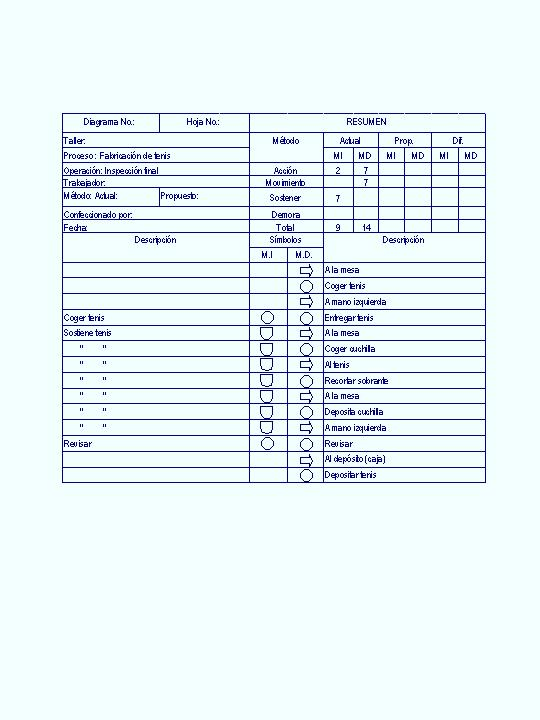 Diagrama No.: Hoja No.: RESUMEN
Taller: Método Actual Prop. Dif.
Proceso: Fabricación de tenis MI MD MI MD MI MD
Operación: Inspección final Acción 2 7
Trabajador: Movimiento 7
Método: Actual: Propuesto: Sostener 7
Confeccionado por: Demora
Fecha: Total 9 14
Descripción Símbolos Descripción
M.I M.D.
A la mesa
Coger tenis
A mano izquierda
Coger tenis Entregar tenis
Sostiene tenis A la mesa
" " Coger cuchilla
" " Al tenis
" " Recortar sobrante
" " A la mesa
" " Deposita cuchilla
" " A mano izquierda
Revisar Revisar
Al depósito (caja)
Depositar tenis